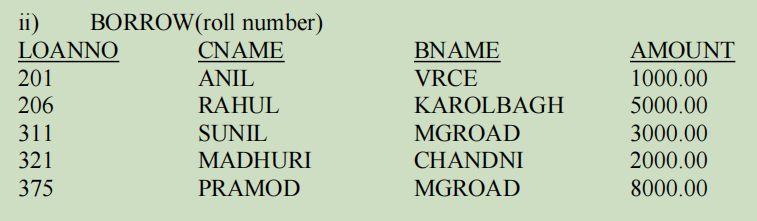 ii) BORROW(roll number)
LOANNO CNAME BNAME AMOUNT
201 ANIL VRCE 1000.00
206 RAHUL KAROLBAGH 5000.00
311 SUNIL MGROAD 3000.00
321 MADHURI CHANDNI 2000.00
375 PRAMOD MGROAD 8000.00